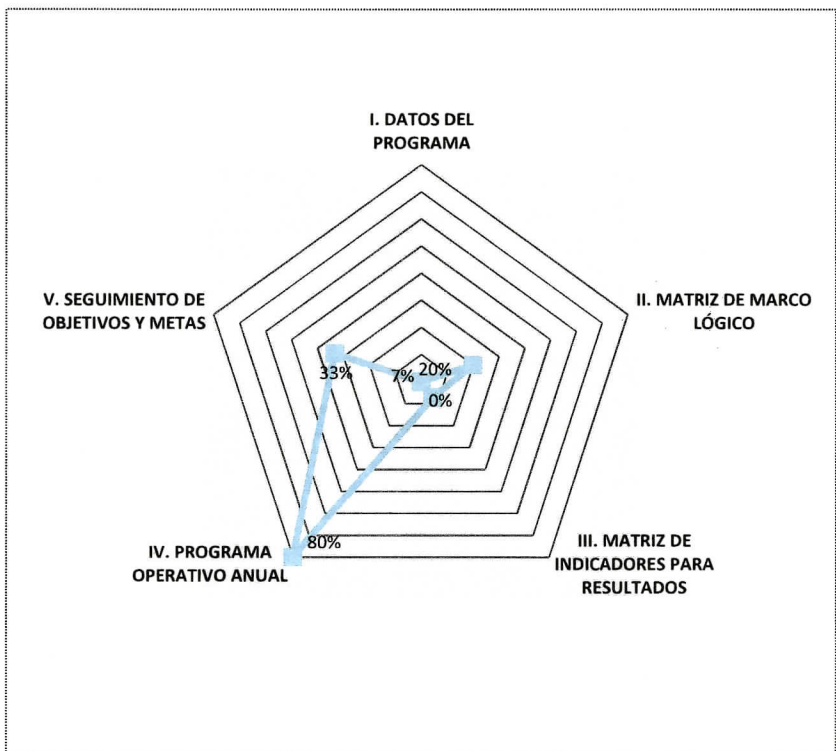 I. DATOS DEL
PROGRAMA
II. MATRIZ DE MARCO
LÓGICO
V. SEGUIMIENTO DE
OBJETIVOS Y METAS
20%
7%
33%
0%
80%
IV. PROGRAMA
OPERATIVO ANUAL
III. MATRIZ DE
INDICADORES PARA
RESULTADOS